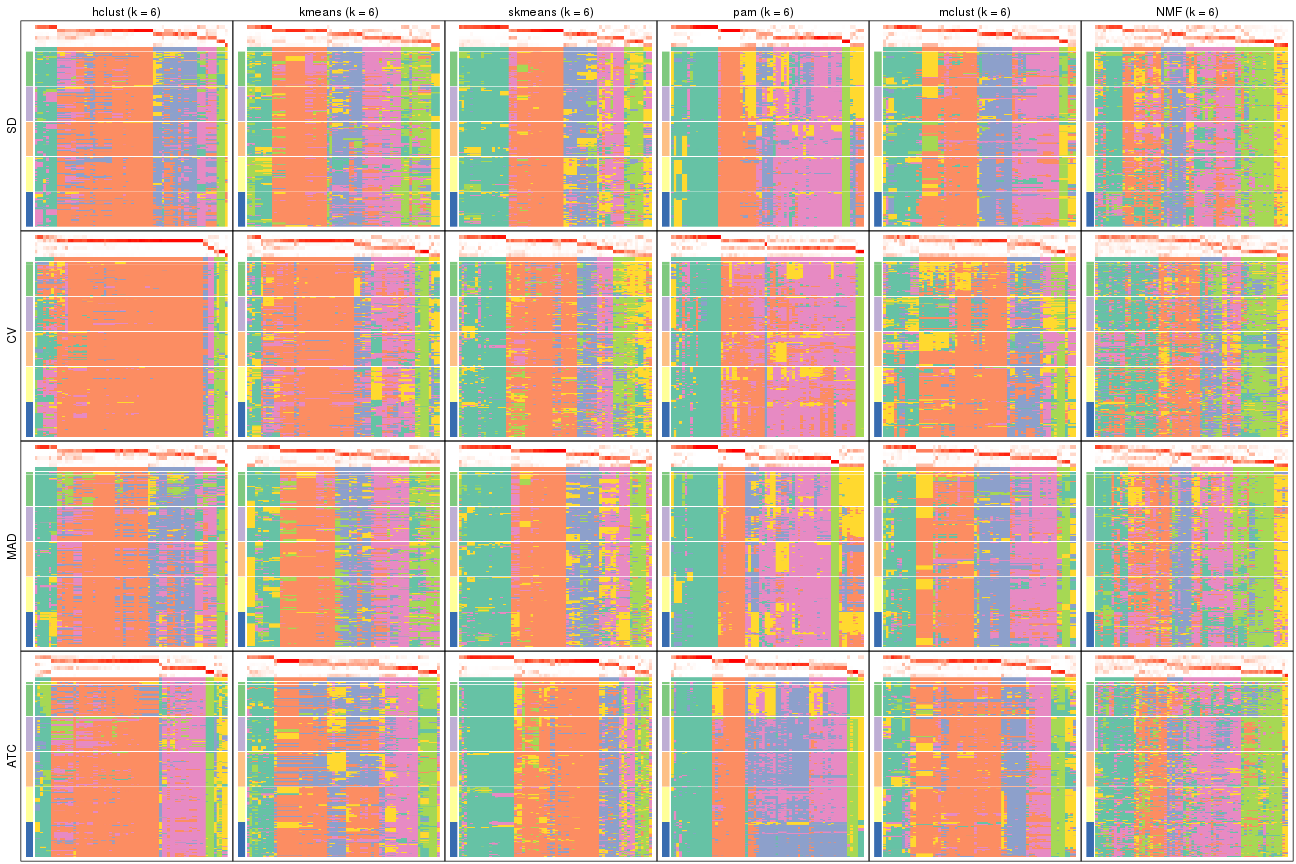 hclust (k = 6) kmeans (k = 6) skmeans (k = 6) pam (k = 6) mclust (k = 6) NMF (k = 6)
SD
CV
MAD
ATC